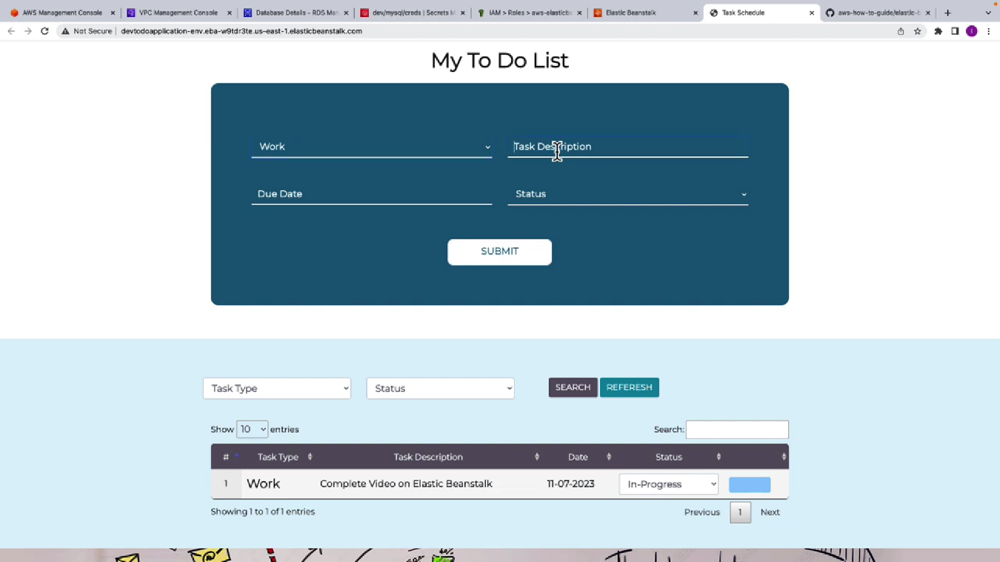 AWS Management Console
VPC Management Console
Database Details - RDS Man
dev/mysql/creds | Secrets M
IAM > Roles > aws-elasticb
Elastic Beanstalk
Task Schedule
aws-how-to-guide/elastic-b
Not Secure
devtodoapplication-env.eba-w9tdr3te.us-east-1.elasticbeanstalk.com
My To Do List
Work
Task Description
Due Date
Status
SUBMIT
Task Type
Status
SEARCH
REFERESH
Show 10 entries
Search:
# Task Type Task Description Date Status
1 Work Complete Video on Elastic Beanstalk 11-07-2023 In-Progress
Showing 1 to 1 of 1 entries
Previous 1 Next